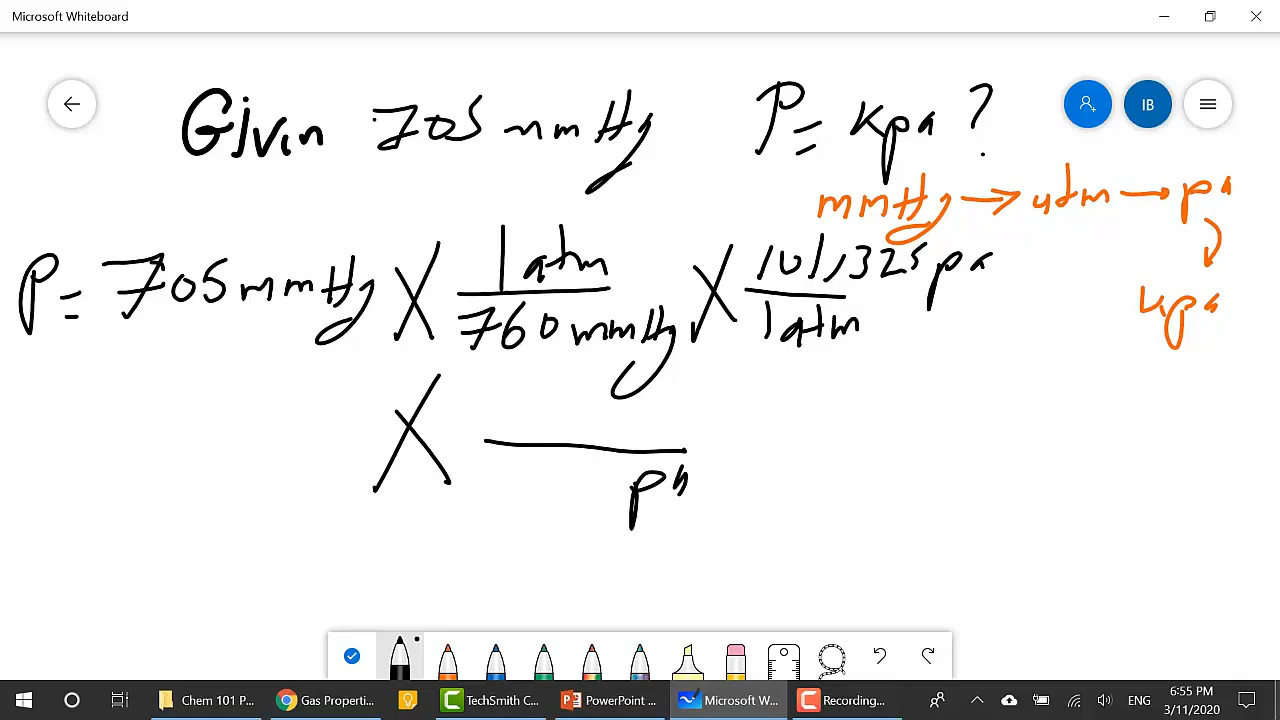 Microsoft Whiteboard
Given 705 mmHg P = kpa ?
IB
mmHg → atm → pa
kpa
P = 705 mmHg X 1 atm / 760 mmHg X 101,325 pa / 1 atm
X / pa
Chem 101 P... Gas Properti... TechSmith C... PowerPoint ... Microsoft W... Recording... ENG 6:55 PM
3/11/2020